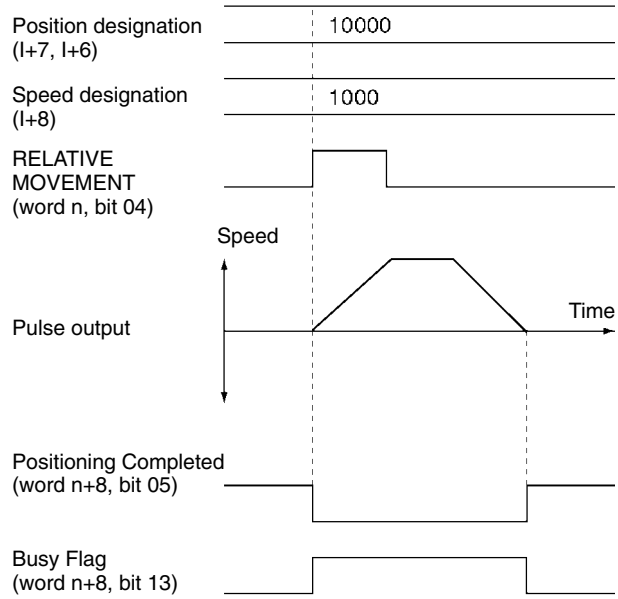 Position designation
(I+7, I+6)
10000
Speed designation
(I+8)
1000
RELATIVE
MOVEMENT
(word n, bit 04)
Speed
Time
Pulse output
Positioning Completed
(word n+8, bit 05)
Busy Flag
(word n+8, bit 13)